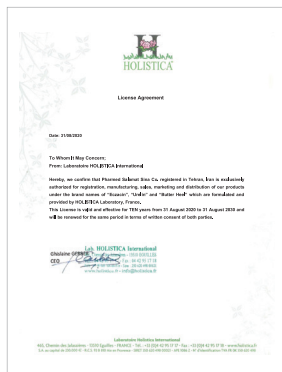 HOLISTICA
License Agreement
Date: 31/08/2020
To Whom It May Concern:
From: Laboratoire HOLISTICA International
Hereby, we confirm that Pharmed Salamat Sina Co. registered in Tehran, Iran is exclusively
authorized for registration, manufacturing, sales, marketing and distribution of our products
under the brand names of "Eczacin", and "Butter Heel" which are formulated and
provided by HOLISTICA Laboratory, France.
This License is valid and effective for TEN years from 31 August 2020 to 31 August 2030 and
will be renewed for the same period in terms of written consent of both parties.
Lab. HOLISTICA International
Ghislaine
CEO
Laboratoire Holistica International